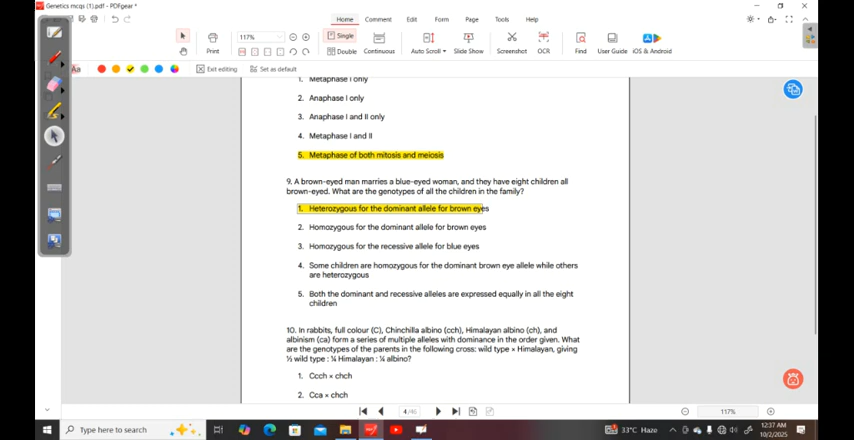 Genetics mcqs (1).pdf - PDFgear *
Home
Comment
Edit
Form
Page
Tools
Help
Print
117%
Single
Double
Continuous
Auto Scroll
Slide Show
Screenshot
OCR
Find
User Guide
iOS & Android
Aa
Exit editing
Set as default
1. Metaphase I only
2. Anaphase I only
3. Anaphase I and II only
4. Metaphase I and II
5. Metaphase of both mitosis and meiosis
9. A brown-eyed man marries a blue-eyed woman, and they have eight children all
brown-eyed. What are the genotypes of all the children in the family?
1. Heterozygous for the dominant allele for brown eyes
2. Homozygous for the dominant allele for brown eyes
3. Homozygous for the recessive allele for blue eyes
4. Some children are homozygous for the dominant brown eye allele while others
are heterozygous
5. Both the dominant and recessive alleles are expressed equally in all the eight
children
10. In rabbits, full colour (C), Chinchilla albino (cch), Himalayan albino (ch), and
albinism (ca) form a series of multiple alleles with dominance in the order given. What
are the genotypes of the parents in the following cross: wild type × Himalayan, giving
½ wild type : ¼ Himalayan : ¼ albino?
1. Ccch × chch
2. Cca × chch
4 /46
117%
Type here to search
33°C Haze
12:37 AM
10/2/2025